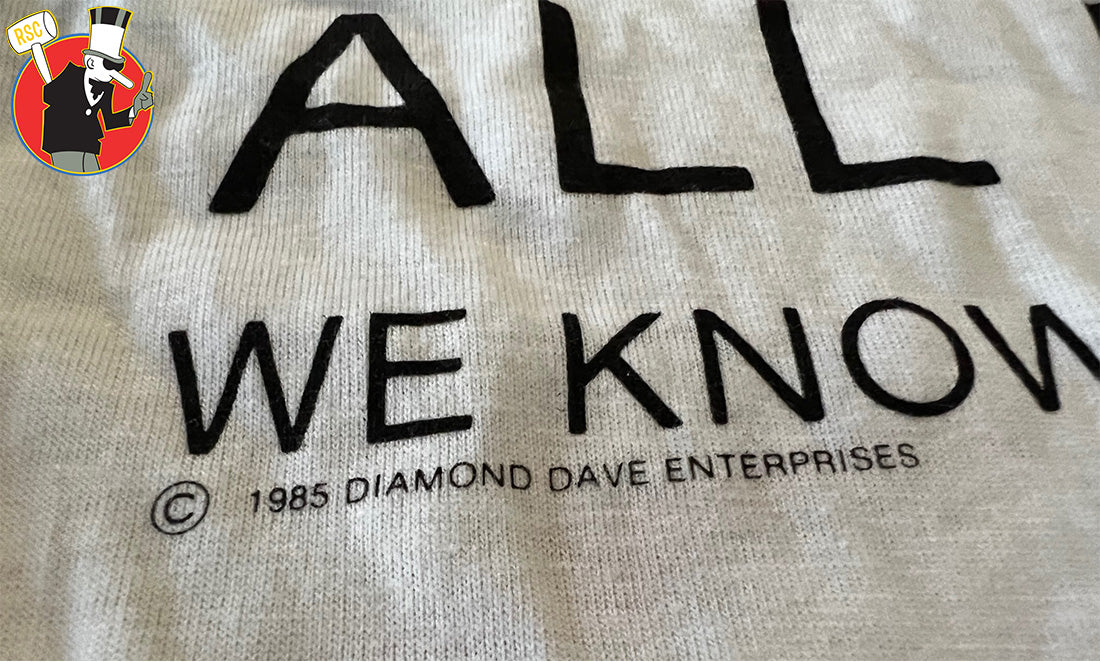 RSC
ALL
WE KNOW
© 1985 DIAMOND DAVE ENTERPRISES